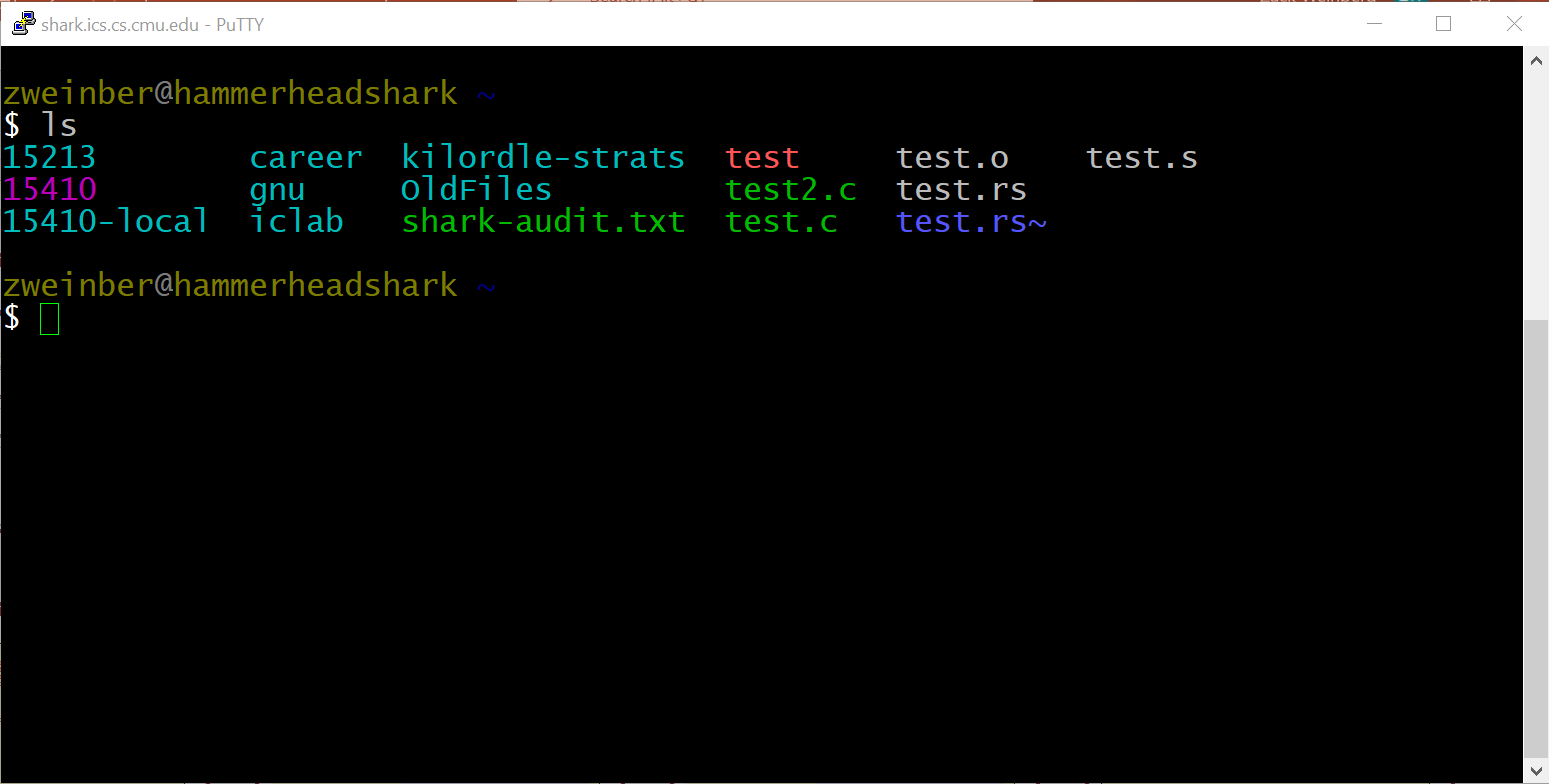 shark.ics.cs.cmu.edu - PuTTY
zweinber@hammerheadshark ~
$ ls
15213 career kilordle-strats test test.o test.s
15410 gnu OldFiles test2.c test.rs
15410-local iclab shark-audit.txt test.c test.rs~
zweinber@hammerheadshark ~
$